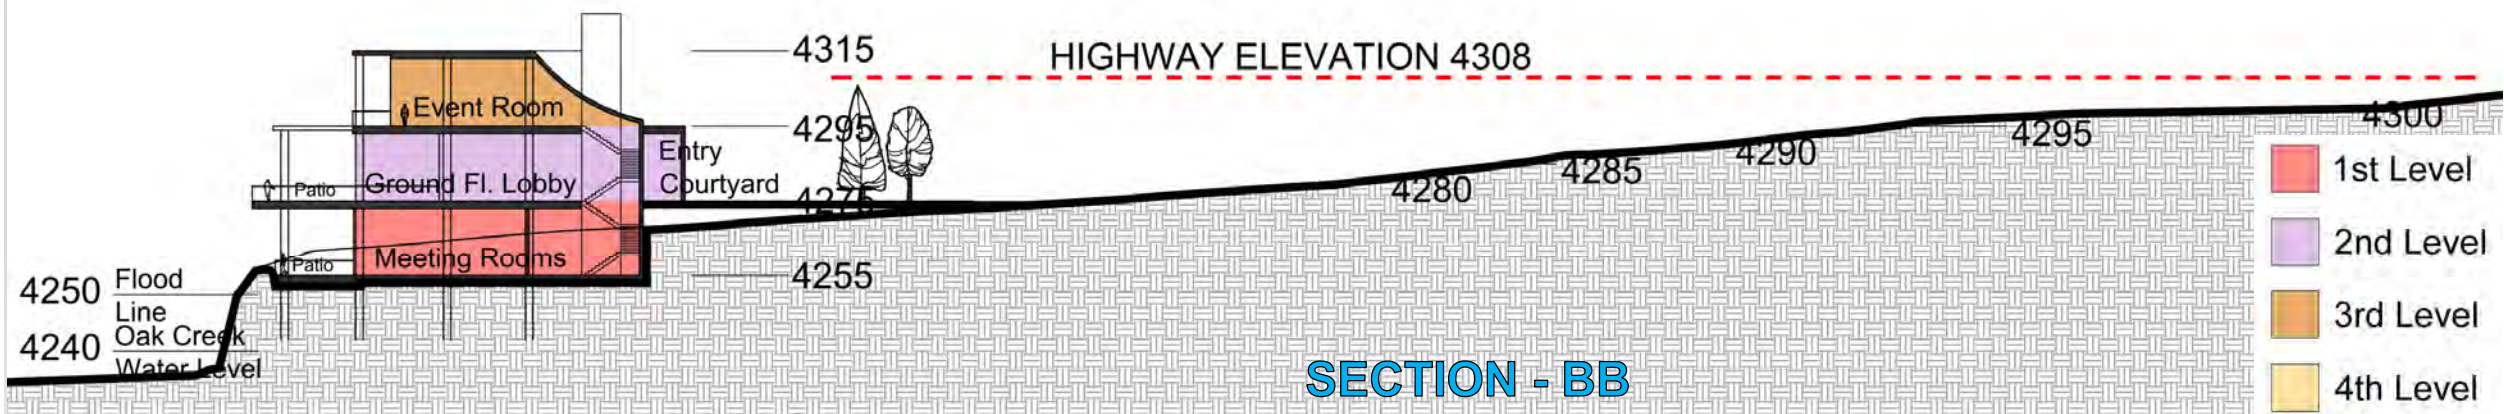 4315
HIGHWAY ELEVATION 4308
Event Room
4295
Entry
Courtyard
Patio
Ground Fl. Lobby
4275
Patio
Meeting Rooms
4255
4250
Flood
Line
4240
Oak Creek
Water Level
4280
4285
4290
4295
4300
1st Level
2nd Level
3rd Level
4th Level
SECTION - BB